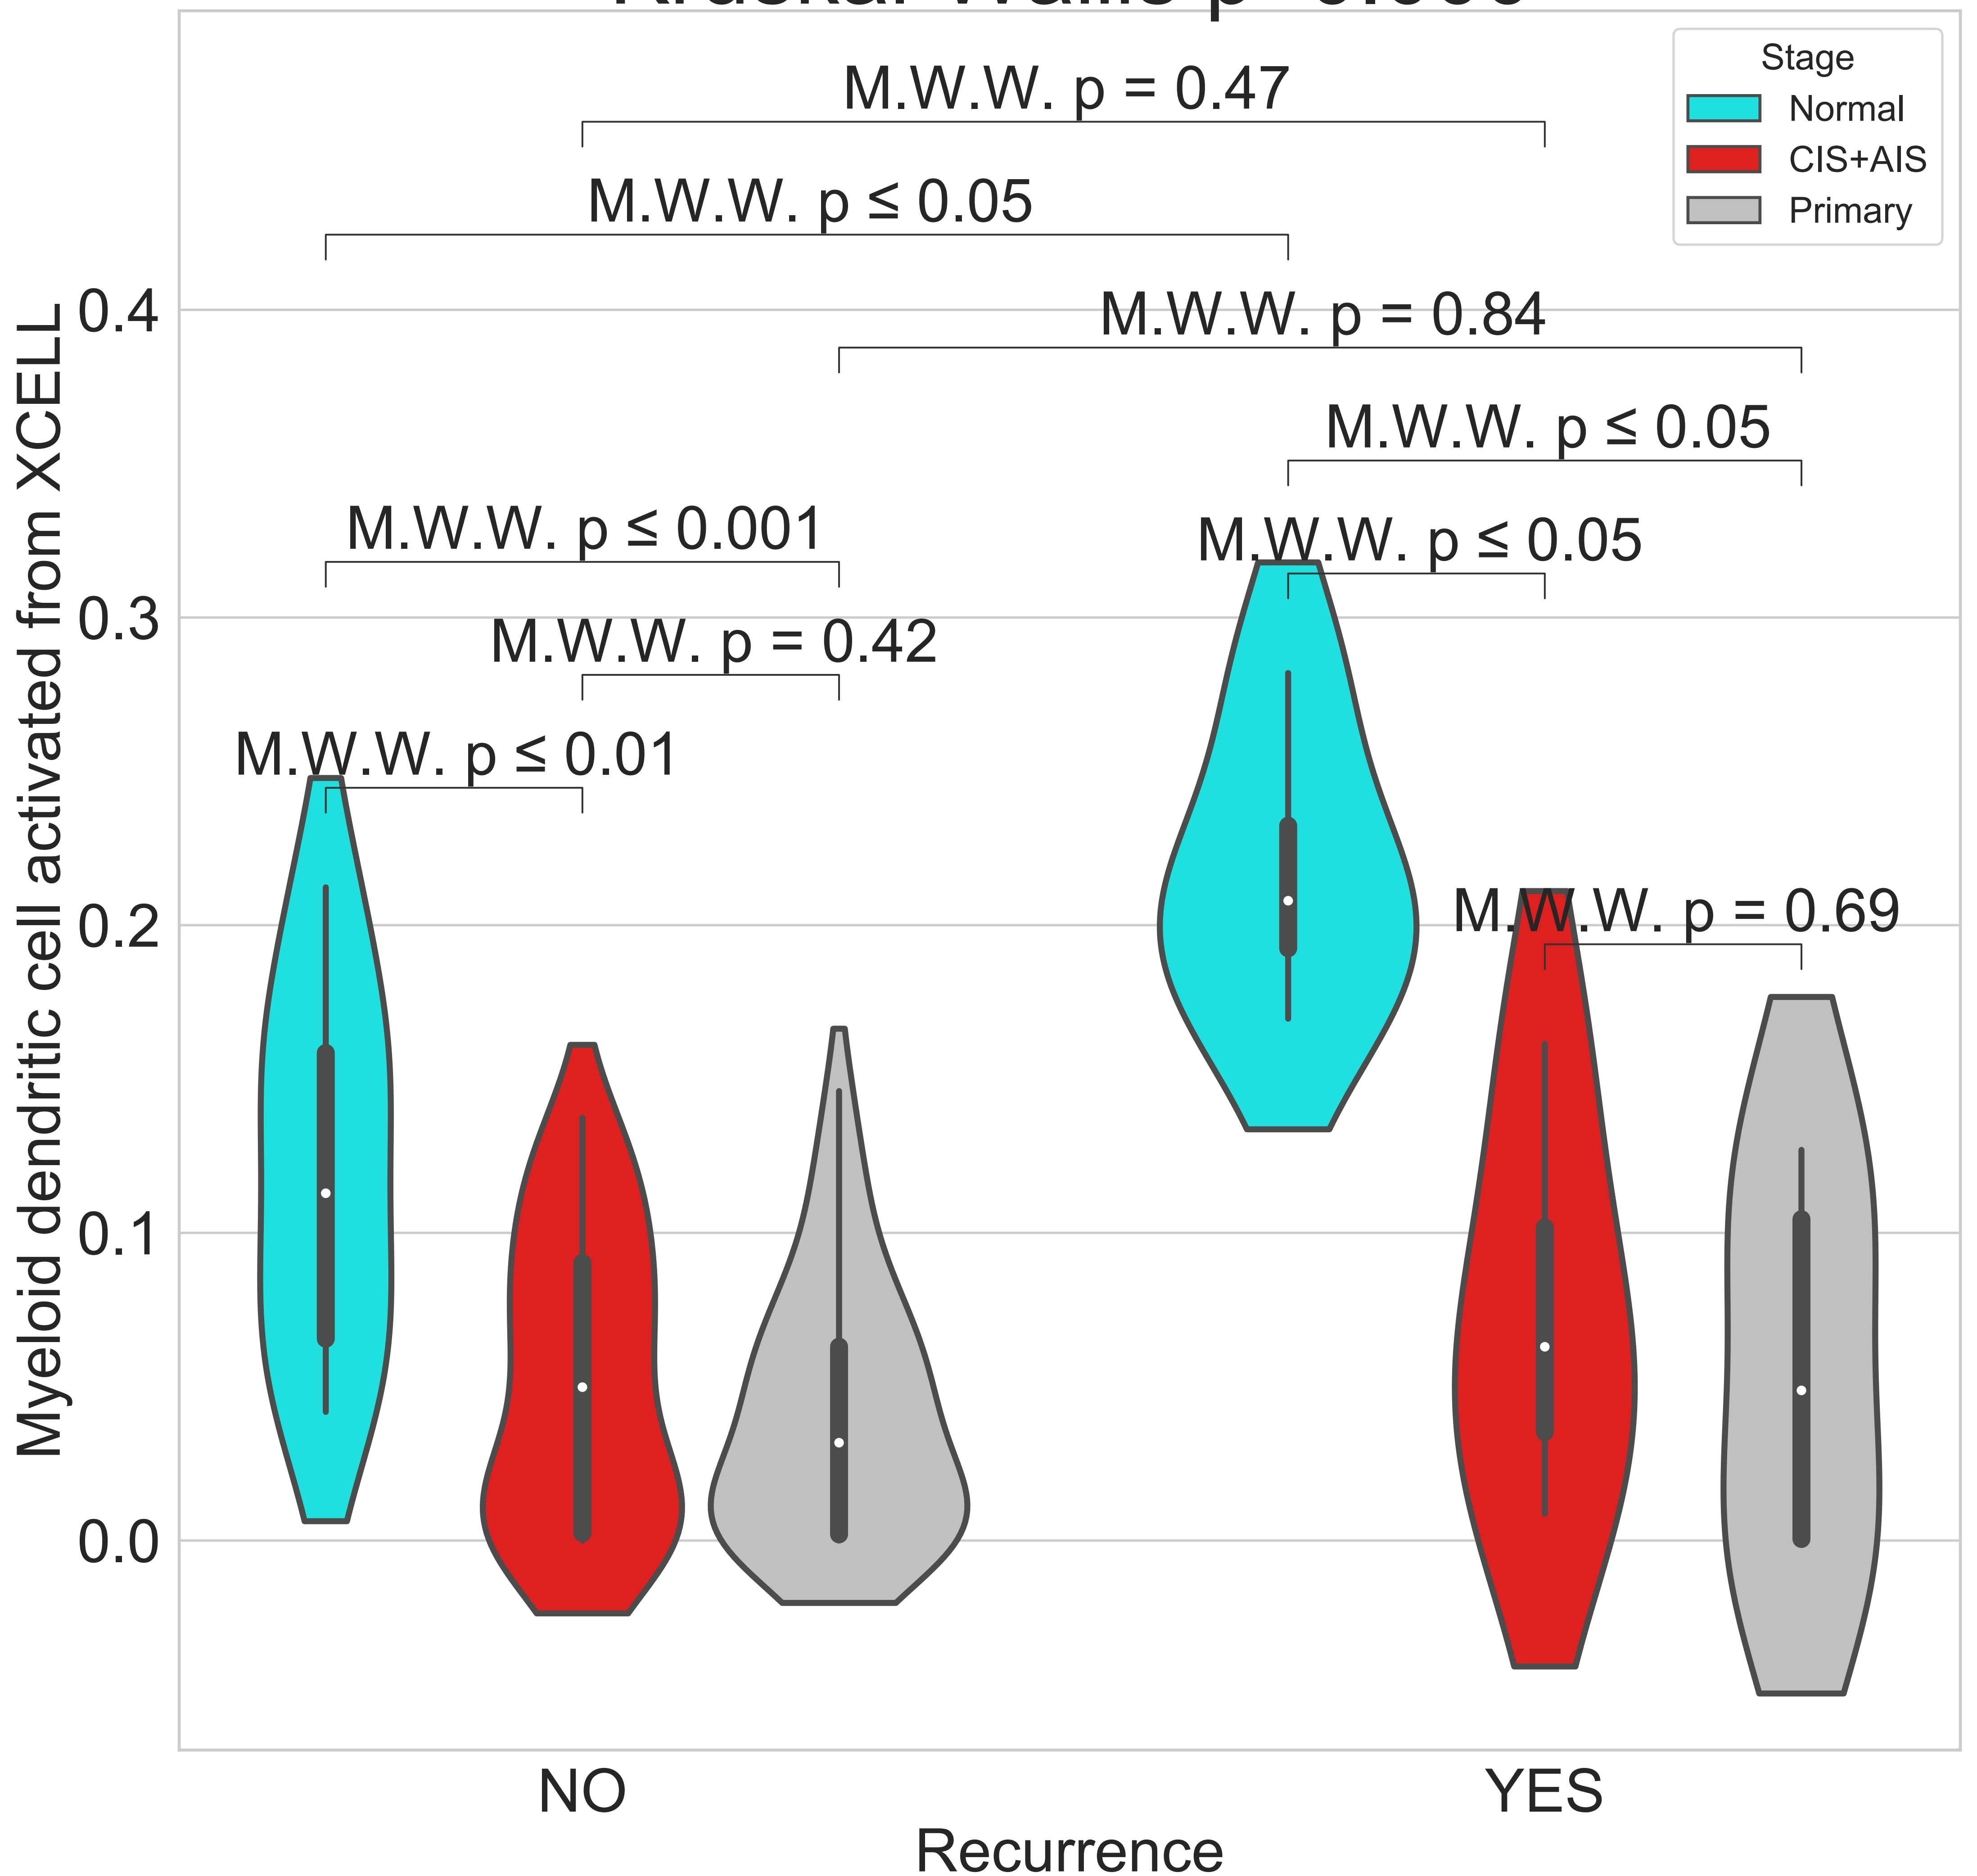 Stage
Normal
CIS+AIS
Primary
M.W.W. p = 0.47
M.W.W. p ≤ 0.05
M.W.W. p = 0.84
M.W.W. p ≤ 0.05
M.W.W. p ≤ 0.001
M.W.W. p ≤ 0.05
M.W.W. p = 0.42
M.W.W. p ≤ 0.01
M.W.W. p = 0.69
Myeloid dendritic cell activated from XCELL
0.4
0.3
0.2
0.1
0.0
NO
YES
Recurrence